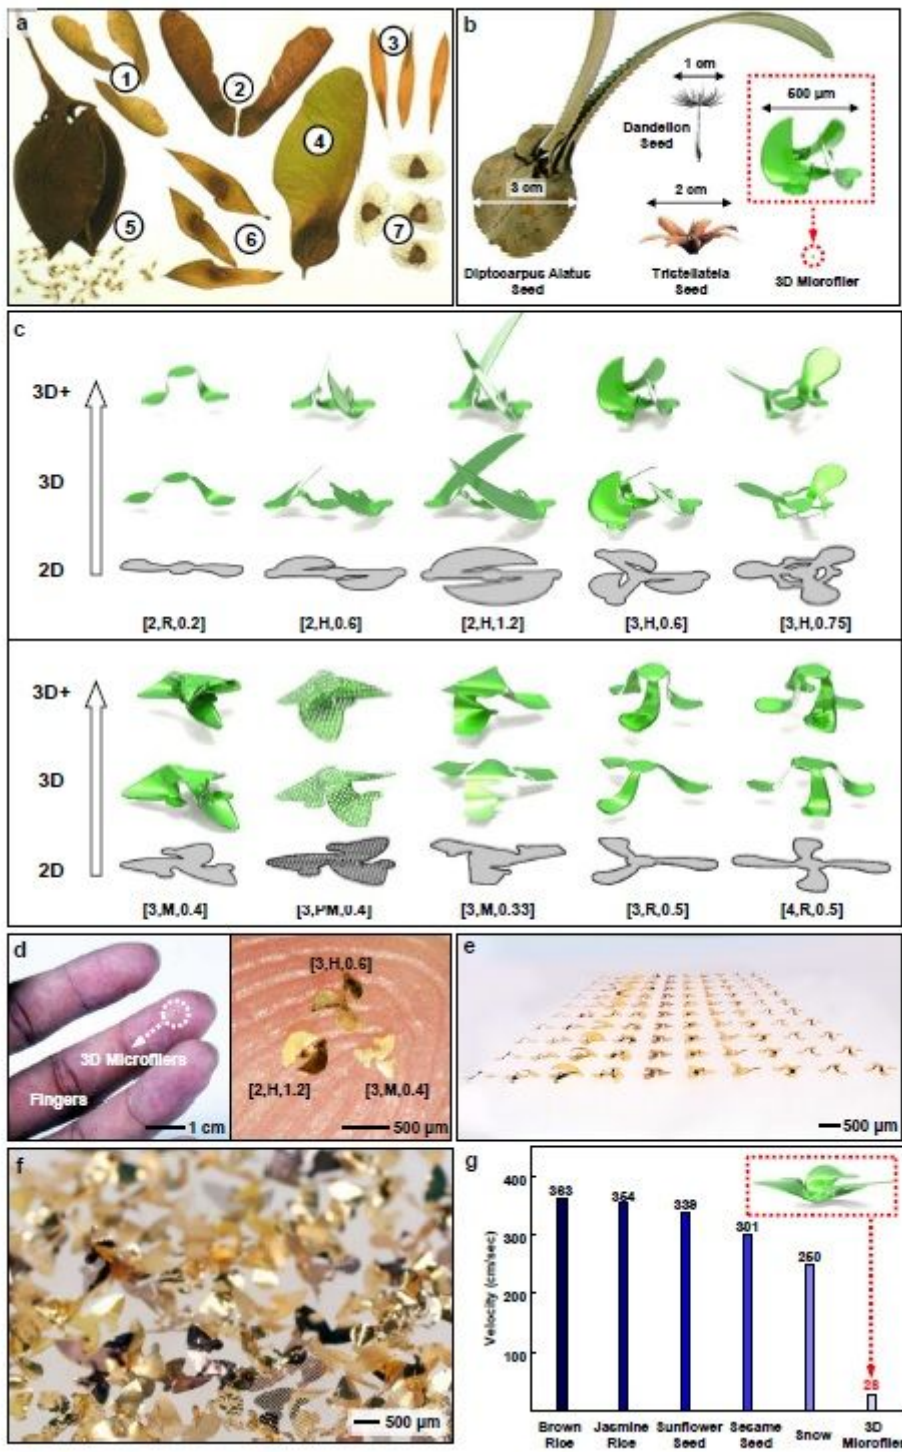 a
1
2
3
4
5
6
7
b
1 cm
Dandelion
Seed
600 µm
3 cm
2 cm
Diptocarpus Alatus
Seed
Tristellateia
Seed
3D Microflier
c
3D+
3D
2D
[2,R,0.2]
[2,H,0.6]
[2,H,1.2]
[3,H,0.6]
[3,H,0.75]
3D+
3D
2D
[3,M,0.4]
[3,PM,0.4]
[3,M,0.33]
[3,R,0.5]
[4,R,0.5]
d
3D Microfliers
Fingers
1 cm
[3,H,0.6]
[2,H,1.2]
[3,M,0.4]
500 µm
e
500 µm
f
500 µm
g
Velocity (cm/sec)
400
300
200
100
363
354
339
301
250
28
Brown
Rice
Jasmine
Rice
Sunflower
Seed
Sesame
Seed
Snow
3D
Microflier